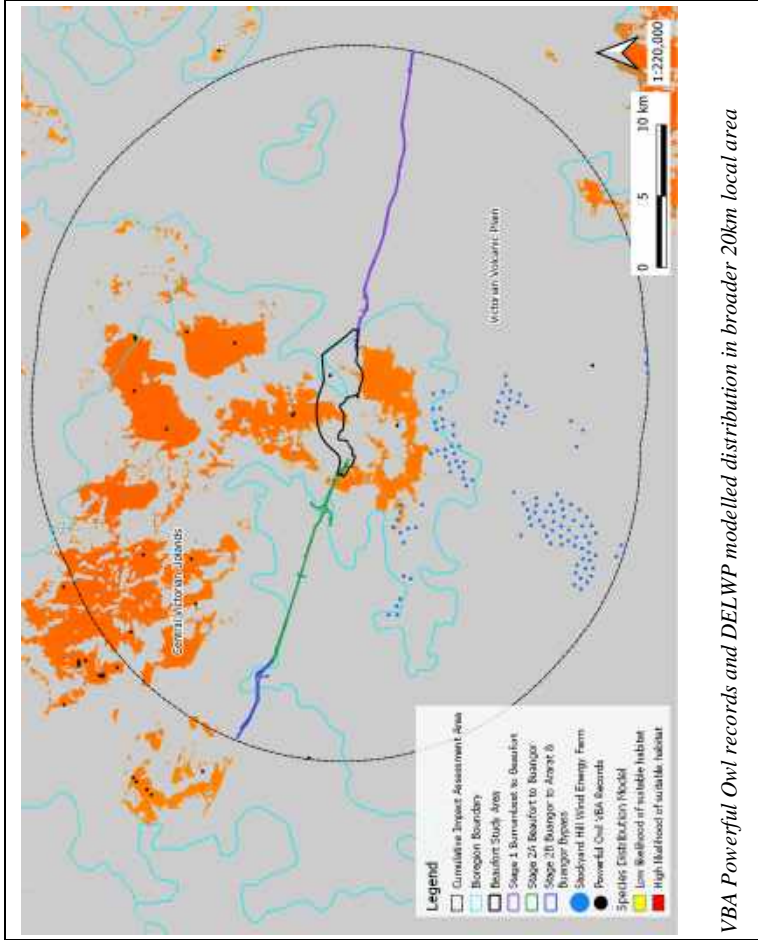 Central Victorian Uplands
Victorian Volcanic Plain
1:220,000
0 5 10 km
Legend
Cumulative Impact Assessment Area
Bioregion Boundary
Beaufort Study Area
Stage 1 Burrumbeet to Beaufort
Stage 2A Beaufort to Buangor
Stage 2B Buangor to Ararat &
Buangor Bypass
Stockyard Hill Wind Energy Farm
Powerful Owl VBA Records
Species Distribution Model
Low likelihood of suitable habitat
High likelihood of suitable habitat
VBA Powerful Owl records and DELWP modelled distribution in broader 20km local area